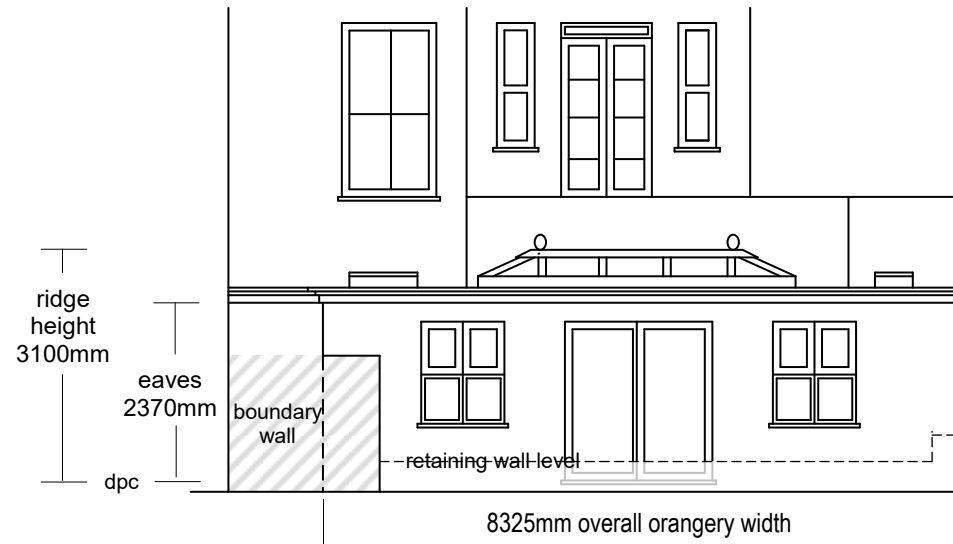 ridge
height
3100mm
eaves
2370mm
boundary
wall
retaining wall level
dpc
8325mm overall orangery width